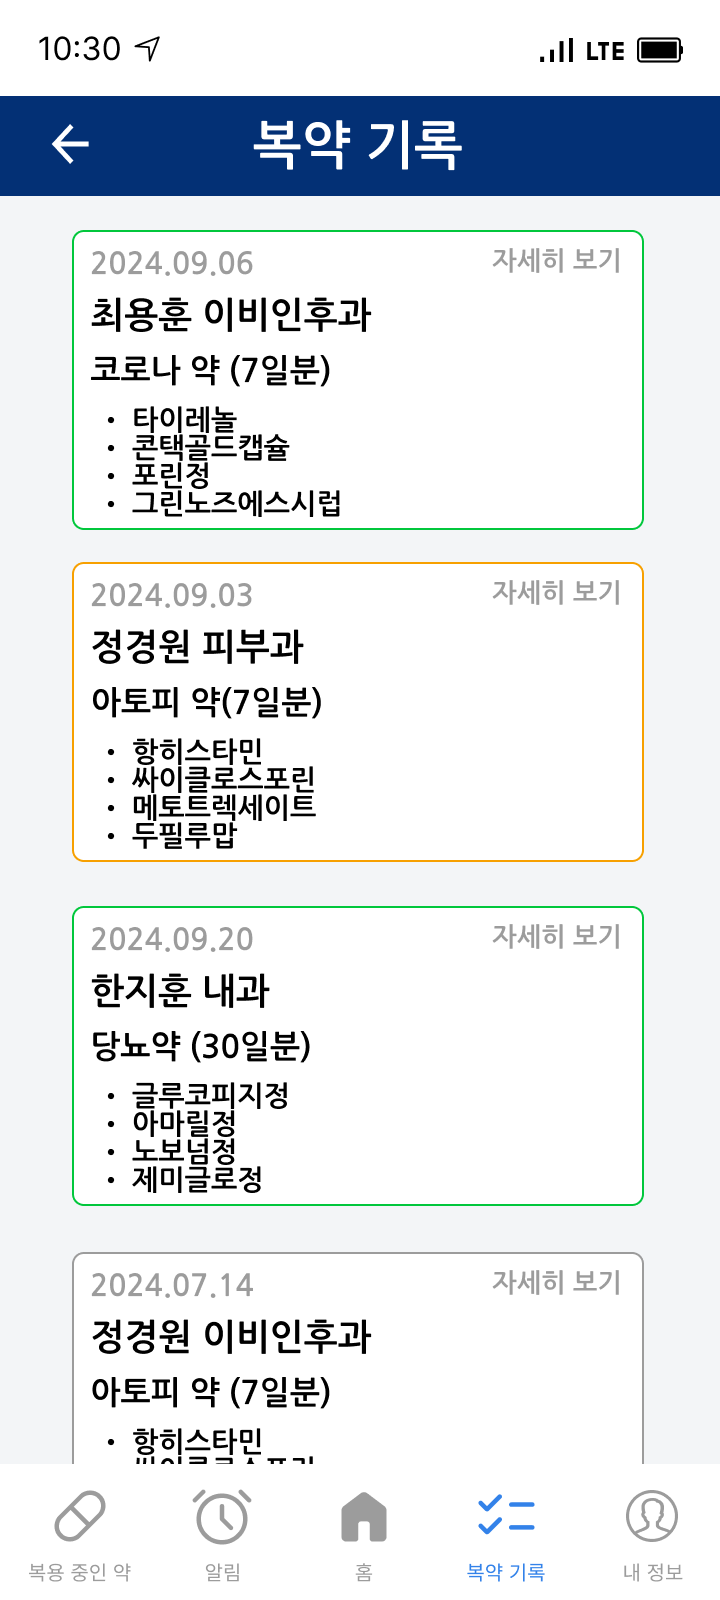 10:30 LTE
복약 기록
2024.09.06 자세히 보기
최용훈 이비인후과
코로나 약 (7일분)
• 타이레놀
• 콘택골드캡슐
• 포린정
• 그린노즈에스시럽
2024.09.03 자세히 보기
정경원 피부과
아토피 약(7일분)
• 항히스타민
• 싸이클로스포린
• 메토트렉세이트
• 두필루맙
2024.09.20 자세히 보기
한지훈 내과
당뇨약 (30일분)
• 글루코피지정
• 아마릴정
• 노보넘정
• 제미글로정
2024.07.14 자세히 보기
정경원 이비인후과
아토피 약 (7일분)
• 항히스타민
복용 중인 약 알림 홈 복약 기록 내 정보